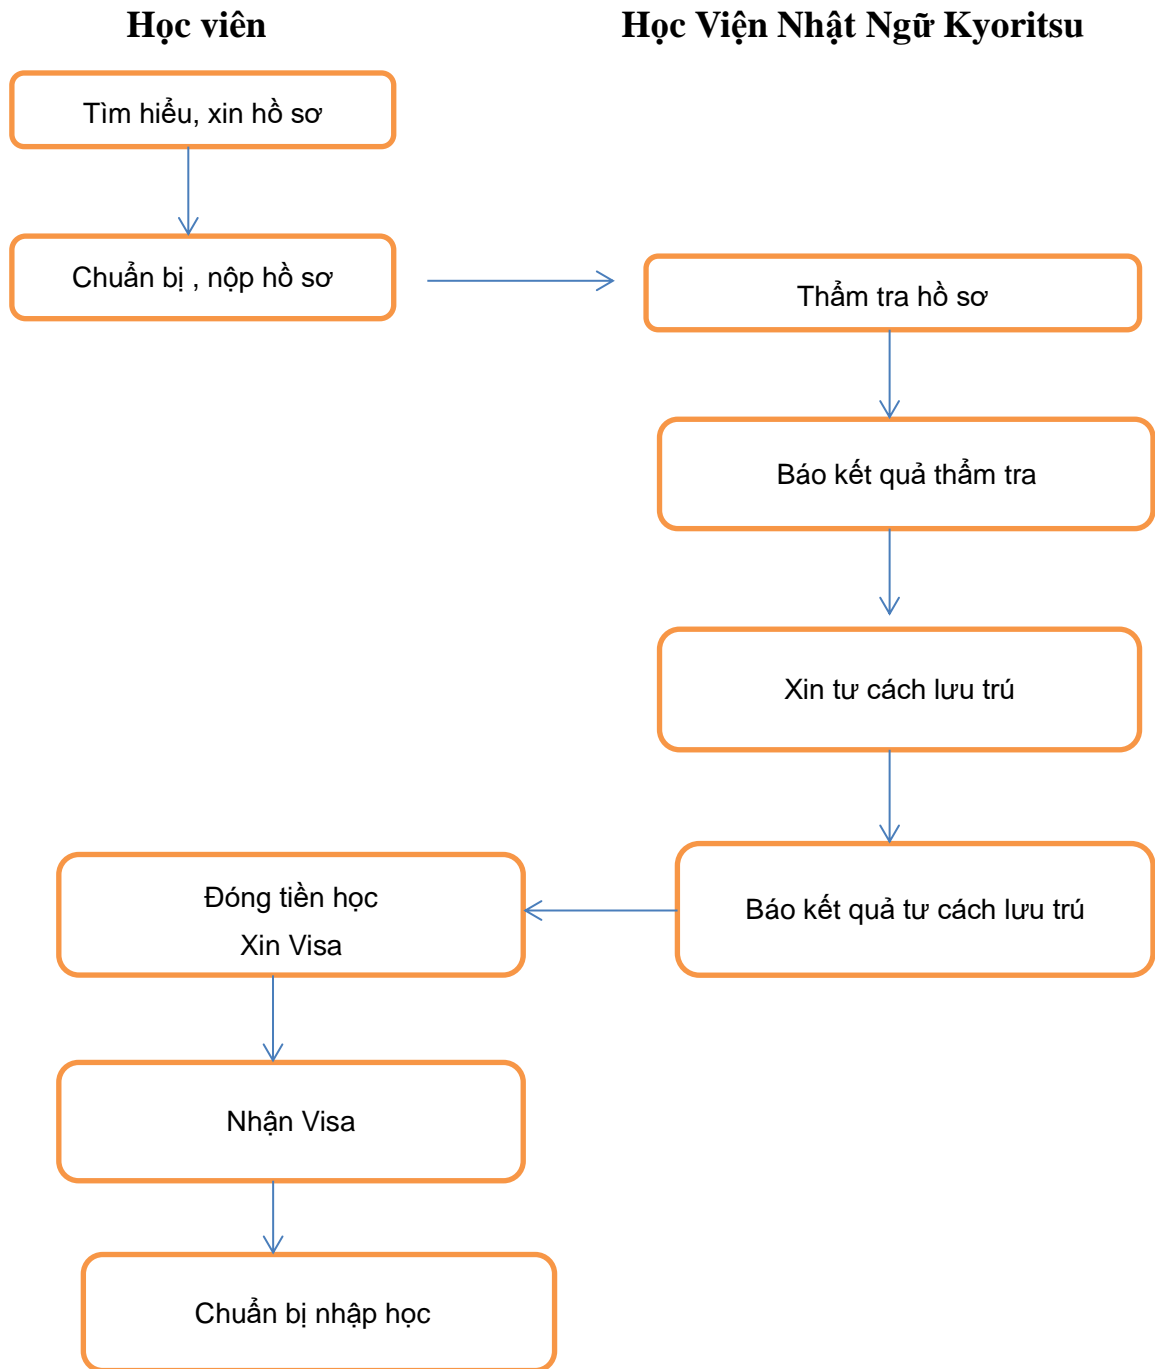 Học viên
Học Viện Nhật Ngữ Kyoritsu
Tìm hiểu, xin hồ sơ
Chuẩn bị , nộp hồ sơ
Thẩm tra hồ sơ
Báo kết quả thẩm tra
Xin tư cách lưu trú
Báo kết quả tư cách lưu trú
Đóng tiền học
Xin Visa
Nhận Visa
Chuẩn bị nhập học